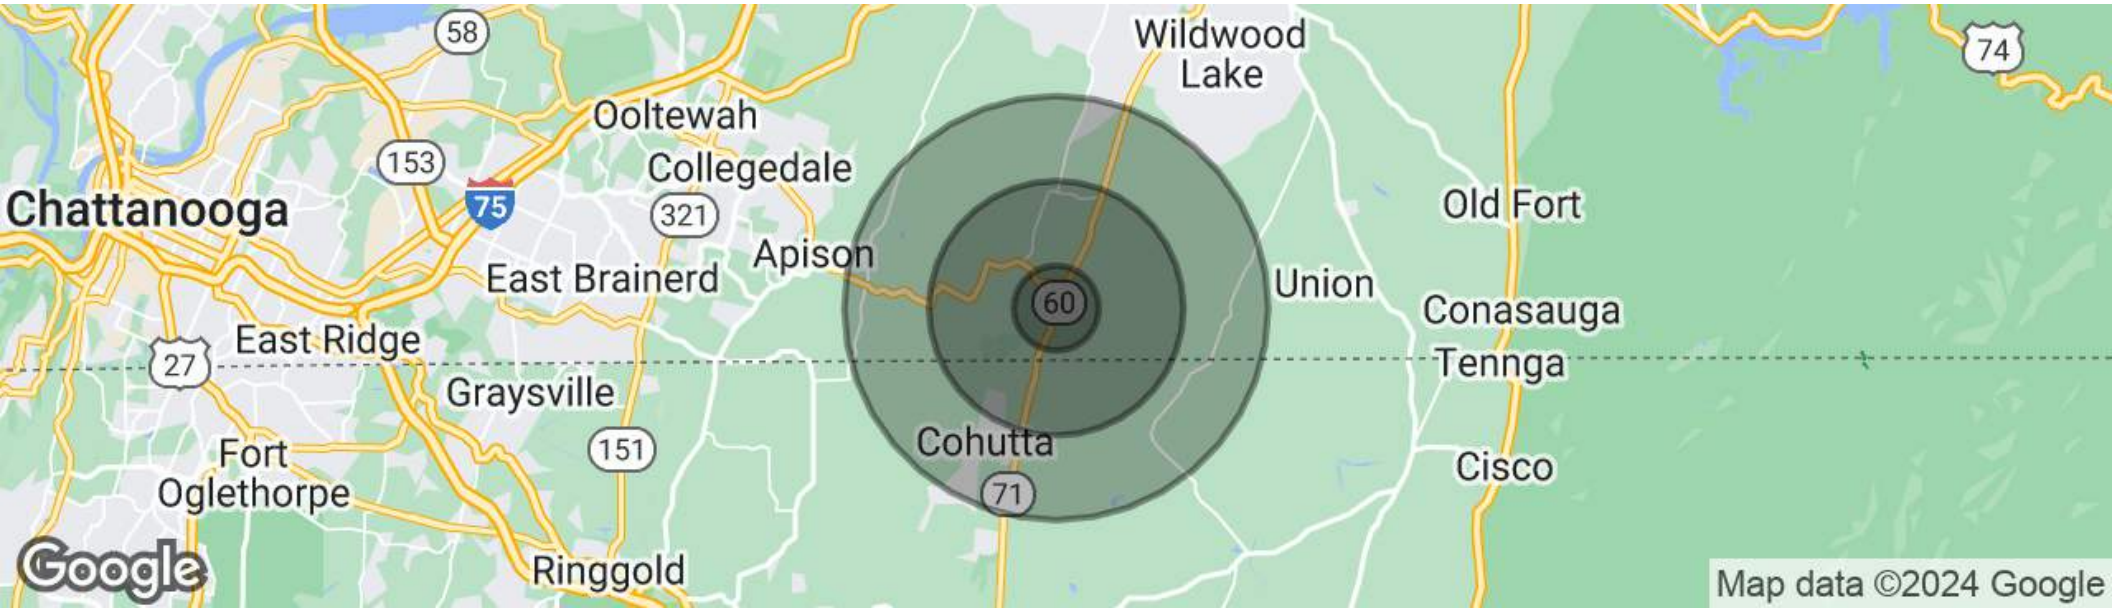 58
Wildwood
Lake
74
Ooltewah
153
Collegedale
75
Chattanooga
321
Old Fort
Apison
East Brainerd
Union
60
Conasauga
East Ridge
27
Tennga
Graysville
Cohutta
151
Fort
Oglethorpe
Cisco
71
Google
Ringgold
Map data ©2024 Google